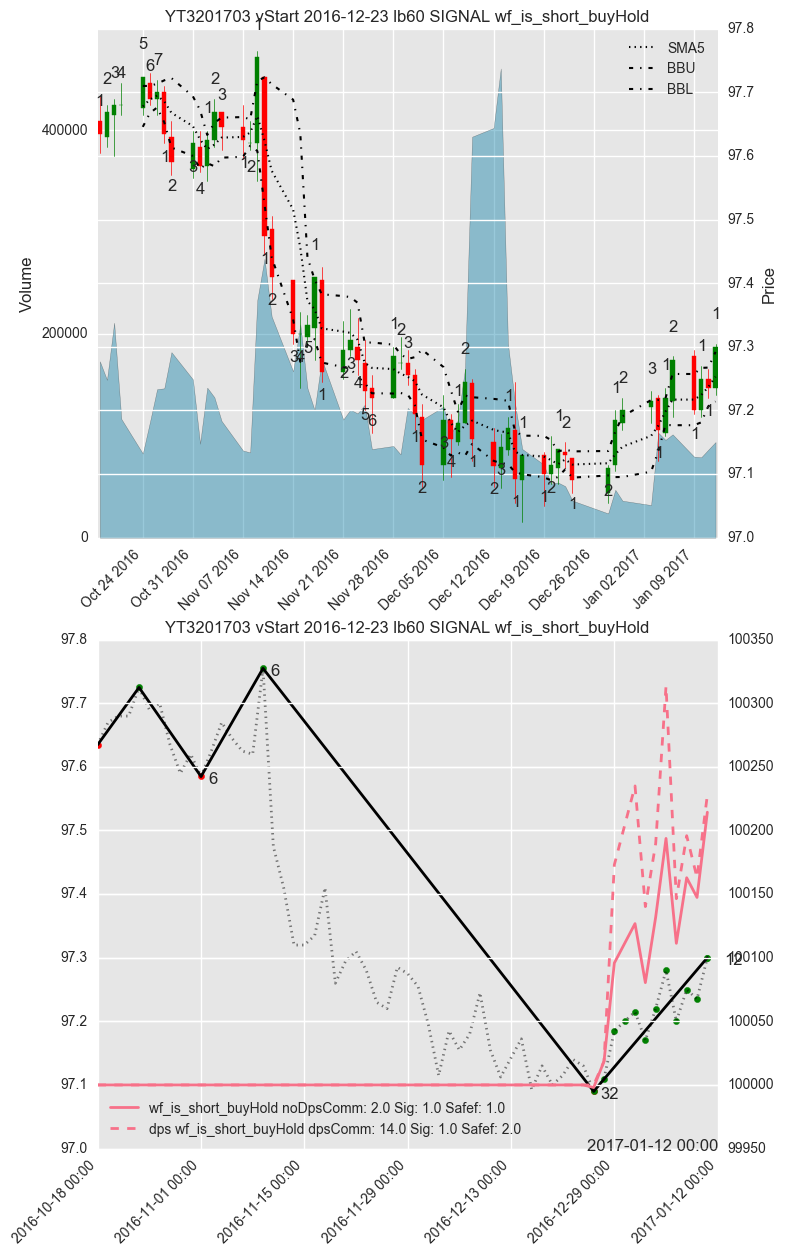 YT3201703 vStart 2016-12-23 lb60 SIGNAL wf_is_short_buyHold
SMA5
BBU
BBL
Volume
400000
200000
0
Price
97.8
97.7
97.6
97.5
97.4
97.3
97.2
97.1
97.0
Oct 24 2016
Oct 31 2016
Nov 07 2016
Nov 14 2016
Nov 21 2016
Nov 28 2016
Dec 05 2016
Dec 12 2016
Dec 19 2016
Dec 26 2016
Jan 02 2017
Jan 09 2017
YT3201703 vStart 2016-12-23 lb60 SIGNAL wf_is_short_buyHold
97.8
97.7
97.6
97.5
97.4
97.3
97.2
97.1
97.0
100350
100300
100250
100200
100150
100100
100050
100000
99950
6
6
32
12
wf_is_short_buyHold noDpsComm: 2.0 Sig: 1.0 Safef: 1.0
dps wf_is_short_buyHold dpsComm: 14.0 Sig: 1.0 Safef: 2.0
2017-01-12 00:00
2016-10-18 00:00
2016-11-01 00:00
2016-11-15 00:00
2016-11-29 00:00
2016-12-13 00:00
2016-12-29 00:00
2017-01-12 00:00